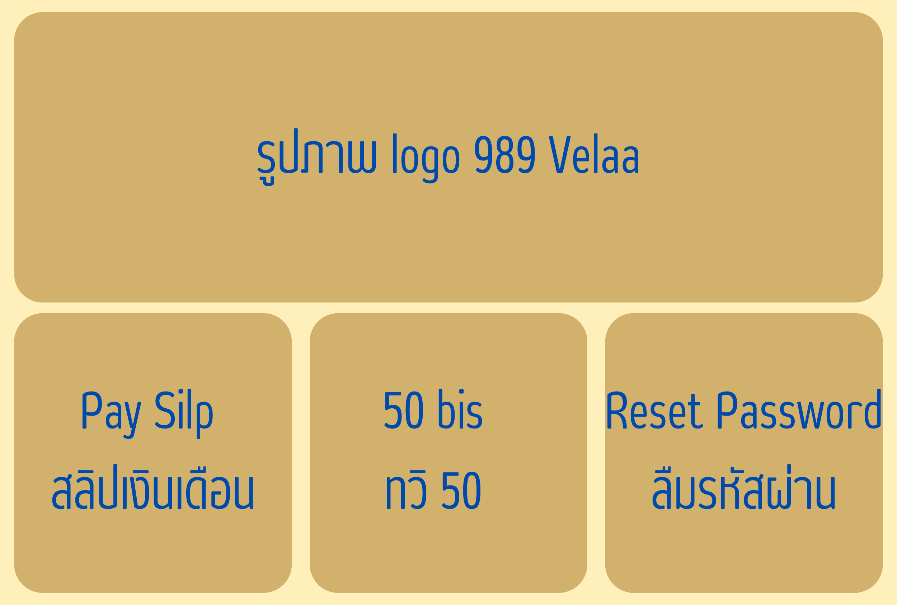 รูปภาพ logo 989 Velaa
Pay Silp
สลิปเงินเดือน
50 bis
ทวิ 50
Reset Password
ลืมรหัสผ่าน